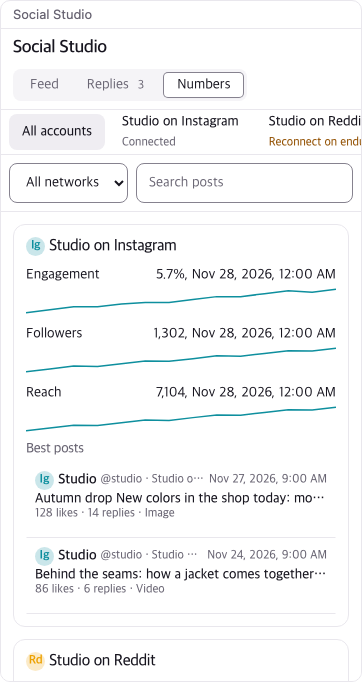 Social Studio
Social Studio
Feed Replies 3 Numbers
All accounts
Studio on Instagram
Connected
Studio on Reddi
Reconnect on endu
All networks
Search posts
Ig Studio on Instagram
Engagement 5.7%, Nov 28, 2026, 12:00 AM
Followers 1,302, Nov 28, 2026, 12:00 AM
Reach 7,104, Nov 28, 2026, 12:00 AM
Best posts
Ig Studio @studio · Studio o··· Nov 27, 2026, 9:00 AM
Autumn drop New colors in the shop today: mo···
128 likes · 14 replies · Image
Ig Studio @studio · Studio ··· Nov 24, 2026, 9:00 AM
Behind the seams: how a jacket comes together···
86 likes · 6 replies · Video
Rd Studio on Reddit